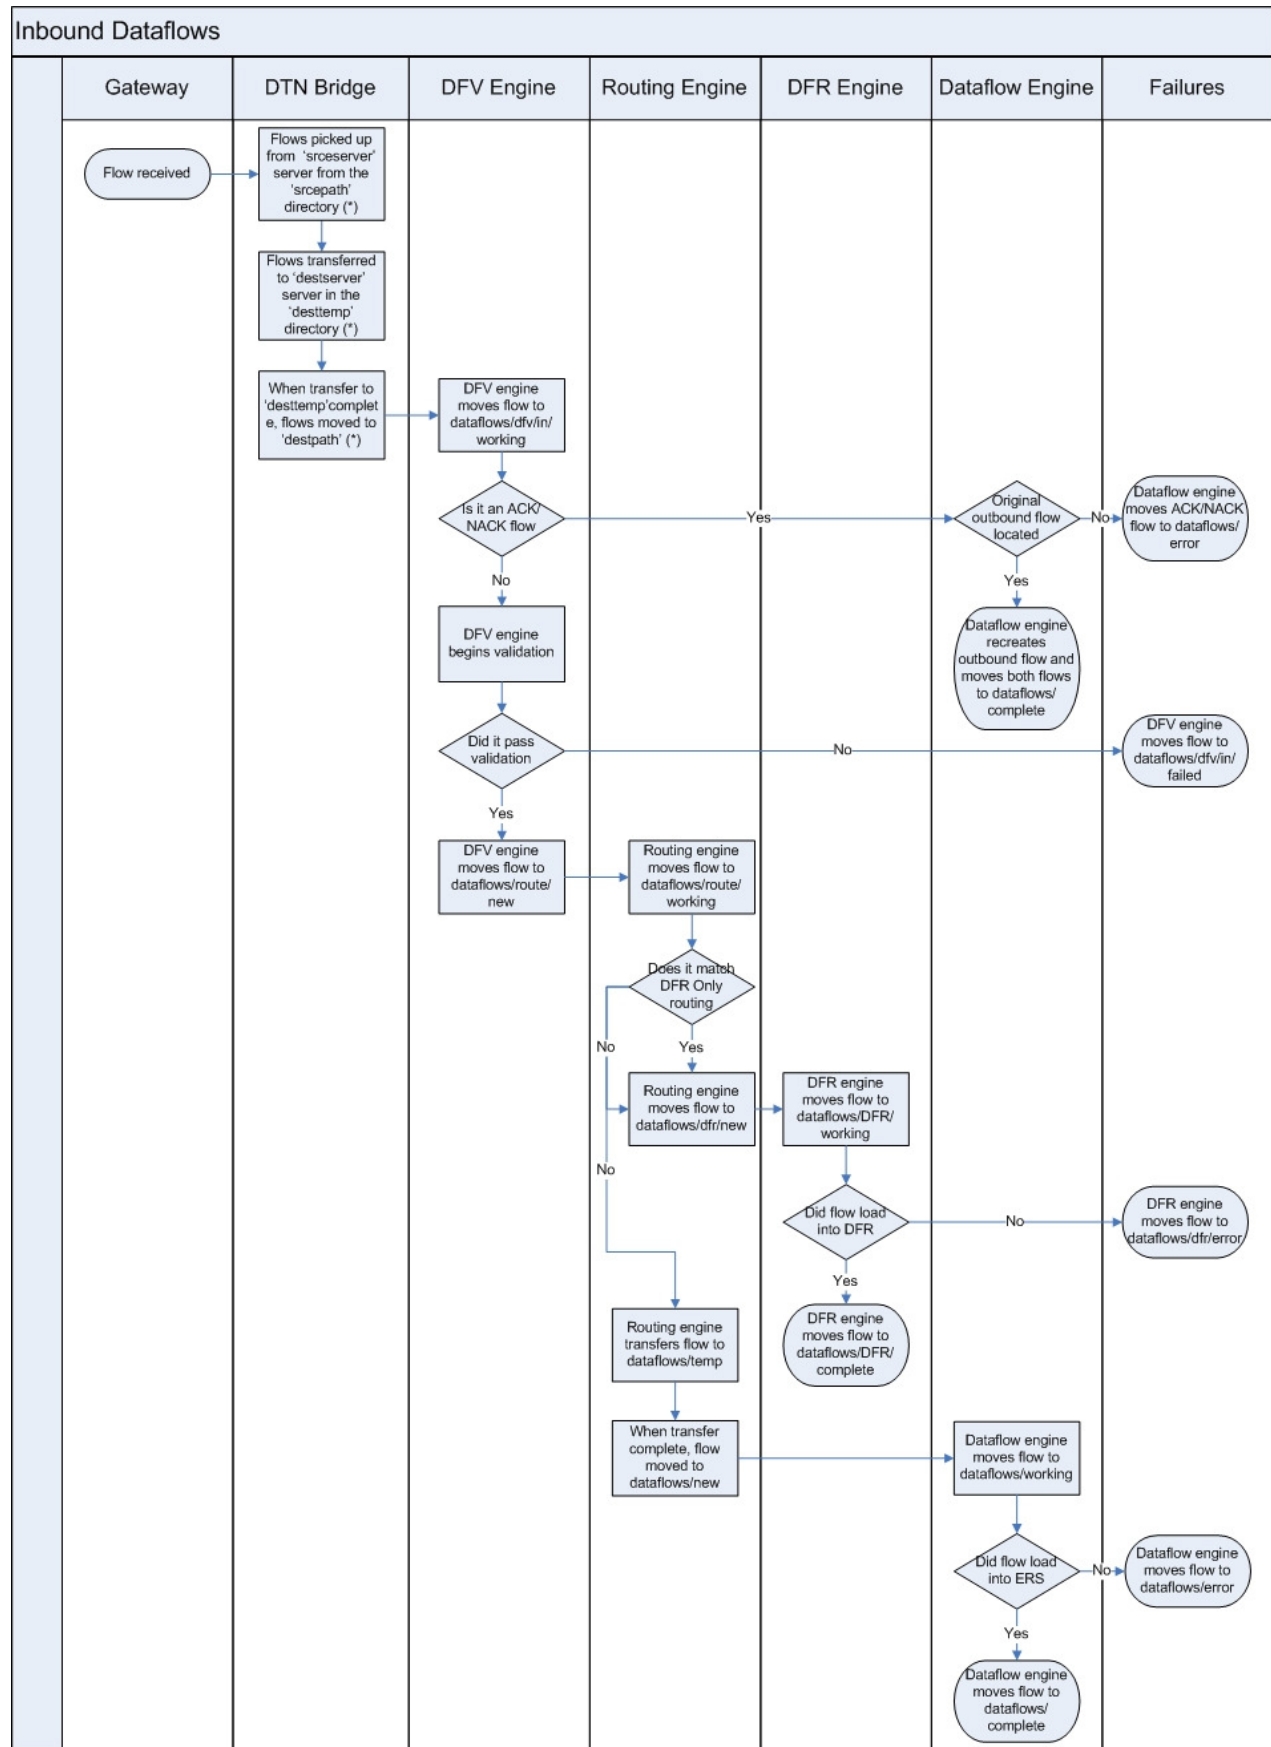 Inbound Dataflows
Gateway
DTN Bridge
DFV Engine
Routing Engine
DFR Engine
Dataflow Engine
Failures
Flow received
Flows picked up
from 'srceserver'
server from the
'srcepath'
directory (*)
Flows transferred
to 'destserver'
server in the
'desttemp'
directory (*)
When transfer to
'desttemp'complet
e, flows moved to
'destpath' (*)
DFV engine
moves flow to
dataflows/dfv/in/
working
Is it an ACK/
NACK flow
Yes
Original
outbound flow
located
No
Dataflow engine
moves ACK/NACK
flow to dataflows/
error
No
Yes
DFV engine
begins validation
Dataflow engine
recreates
outbound flow and
moves both flows
to dataflows/
complete
Did it pass
validation
No
DFV engine
moves flow to
dataflows/dfv/in/
failed
Yes
DFV engine
moves flow to
dataflows/route/
new
Routing engine
moves flow to
dataflows/route/
working
Does it match
DFR Only
routing
No
Yes
Routing engine
moves flow to
dataflows/dfr/new
DFR engine
moves flow to
dataflows/DFR/
working
No
Did flow load
into DFR
No
DFR engine
moves flow to
dataflows/dfr/error
Yes
Routing engine
transfers flow to
dataflows/temp
DFR engine
moves flow to
dataflows/DFR/
complete
When transfer
complete, flow
moved to
dataflows/new
Dataflow engine
moves flow to
dataflows/working
Did flow load
into ERS
No
Dataflow engine
moves flow to
dataflows/error
Yes
Dataflow engine
moves flow to
dataflows/
complete